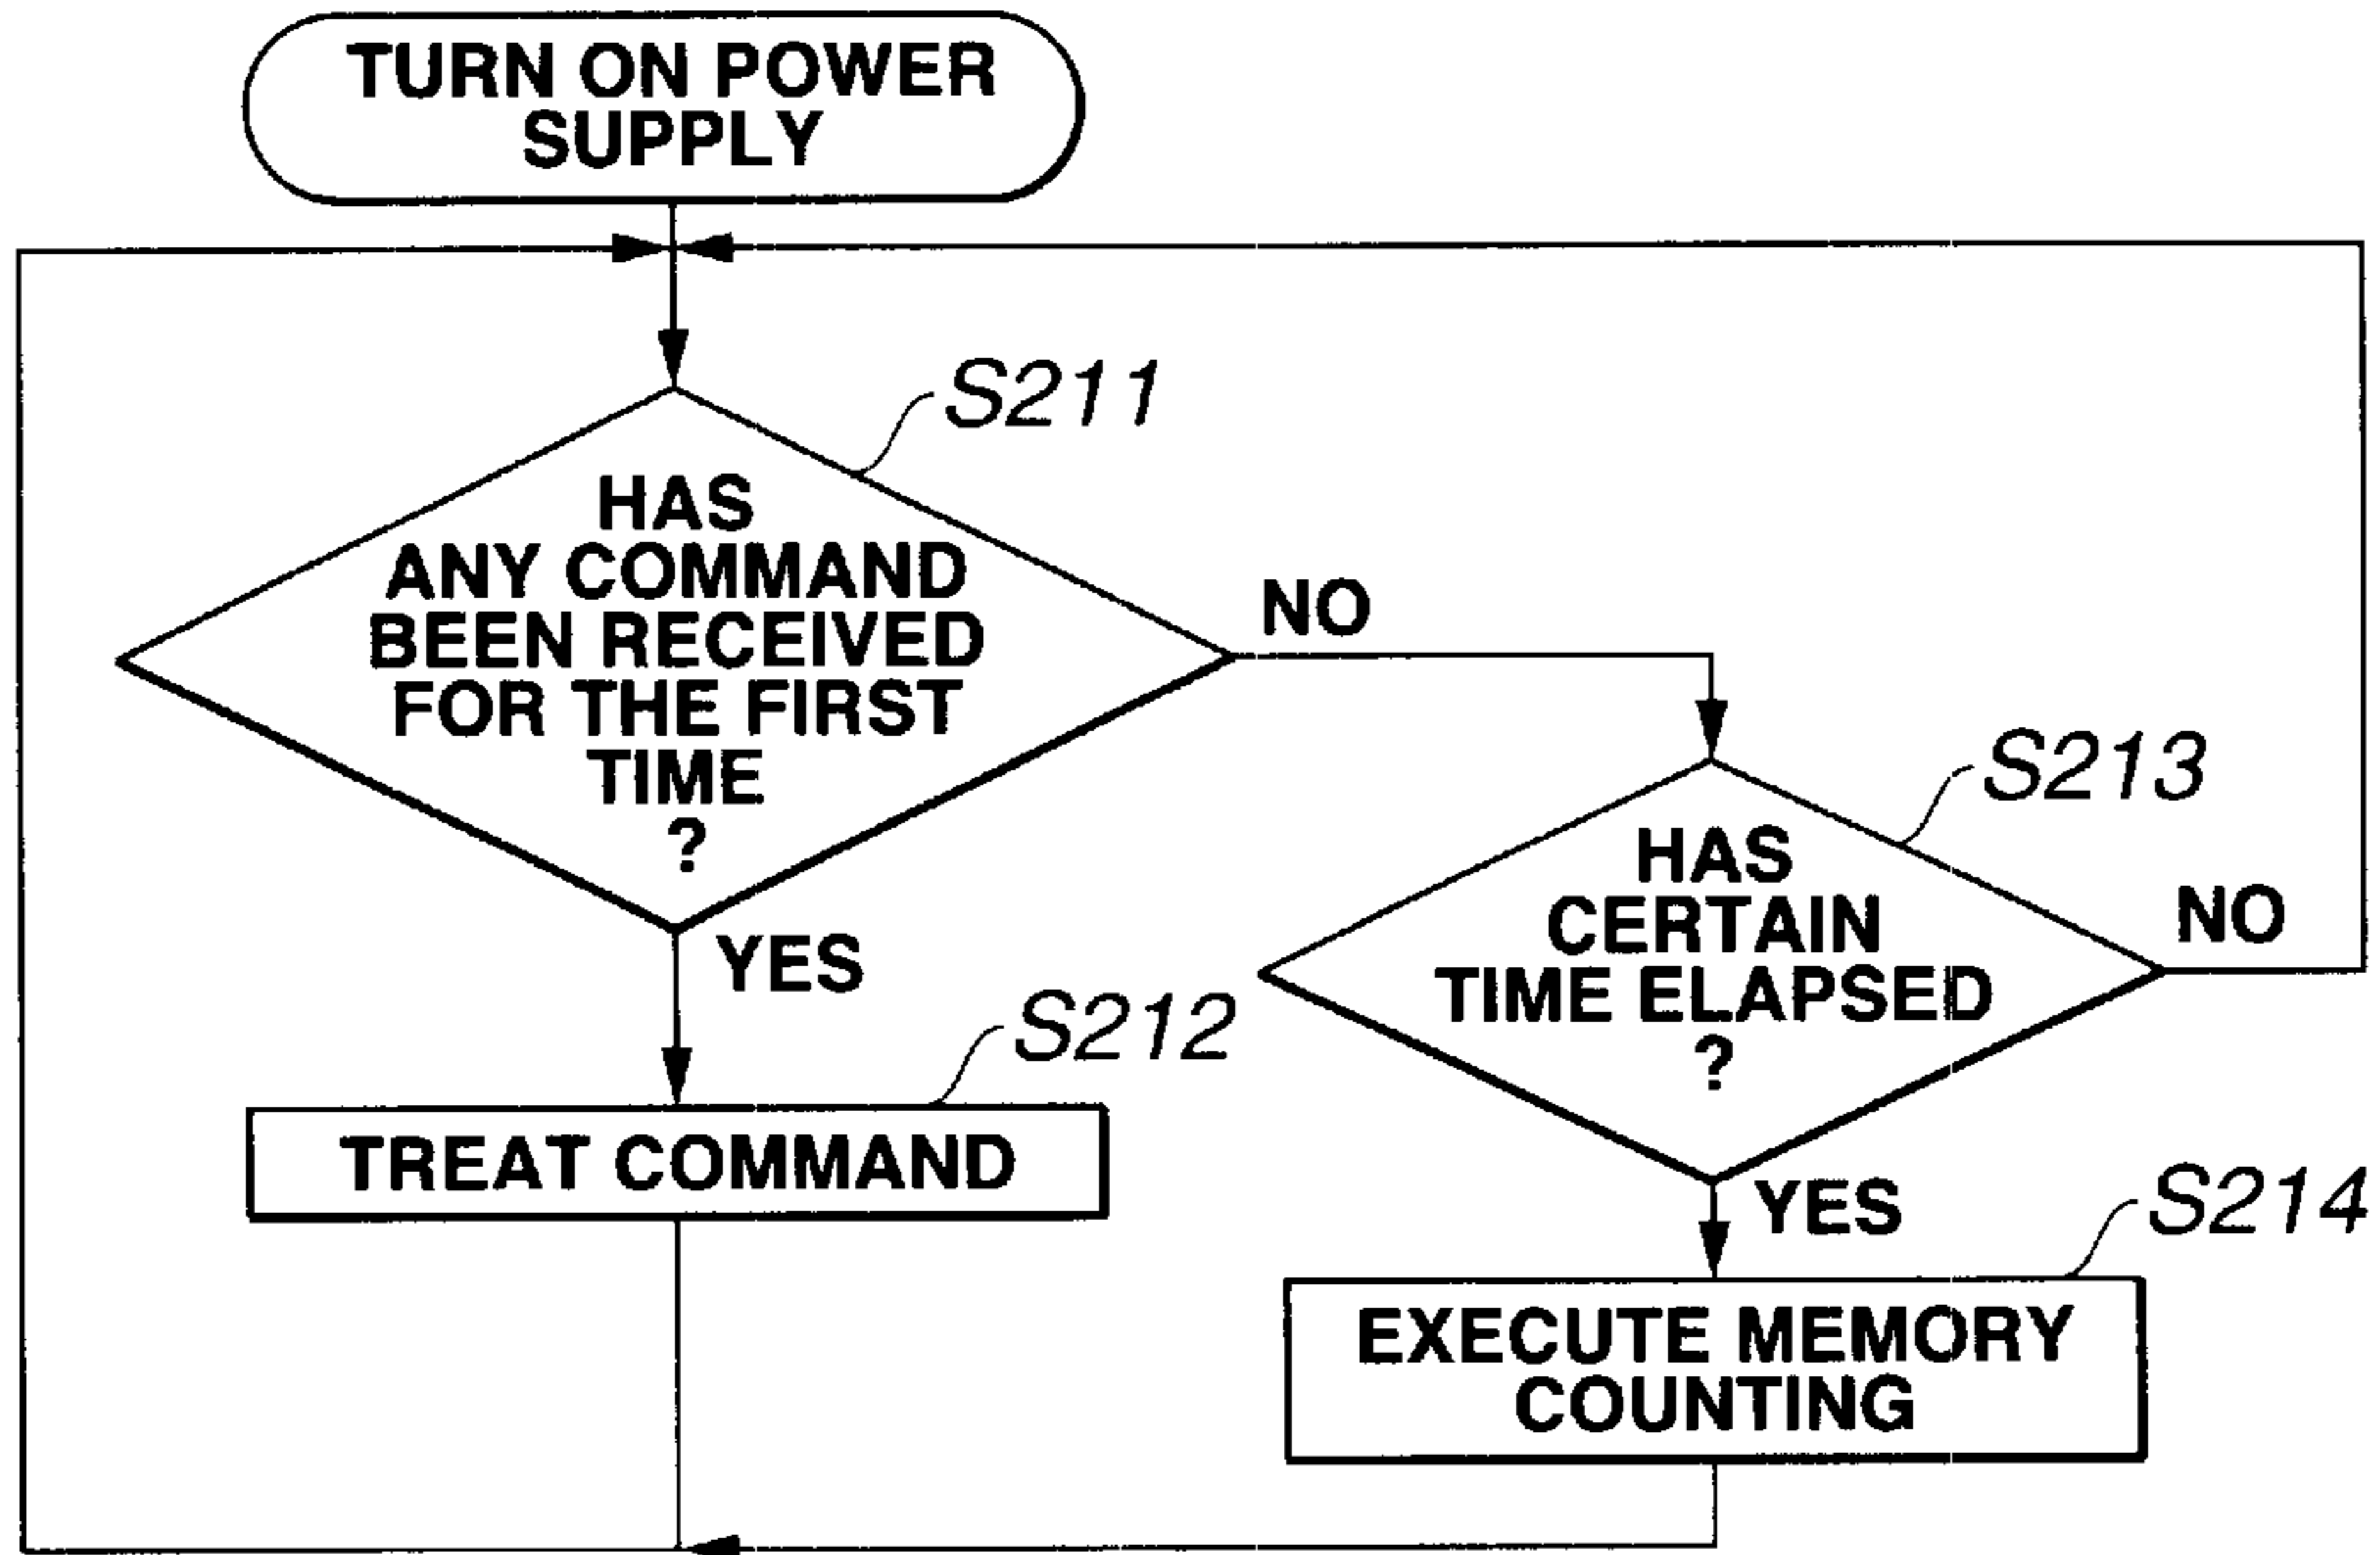 TURN ON POWER
SUPPLY
S211
HAS
ANY COMMAND
BEEN RECEIVED
FOR THE FIRST
TIME
?
NO
YES
S212
TREAT COMMAND
S213
HAS
CERTAIN
TIME ELAPSED
?
NO
YES
S214
EXECUTE MEMORY
COUNTING